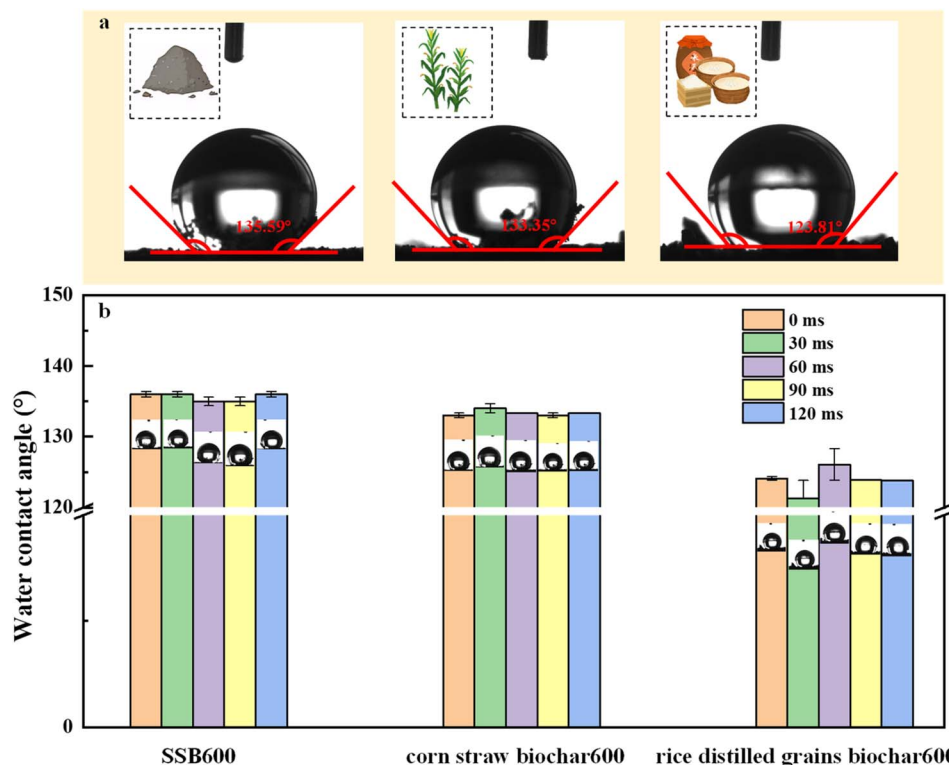 a
135.59°
133.35°
123.81°
b
150
140
130
120
0
Water contact angle (°)
0 ms
30 ms
60 ms
90 ms
120 ms
SSB600
corn straw biochar600
rice distilled grains biochar600